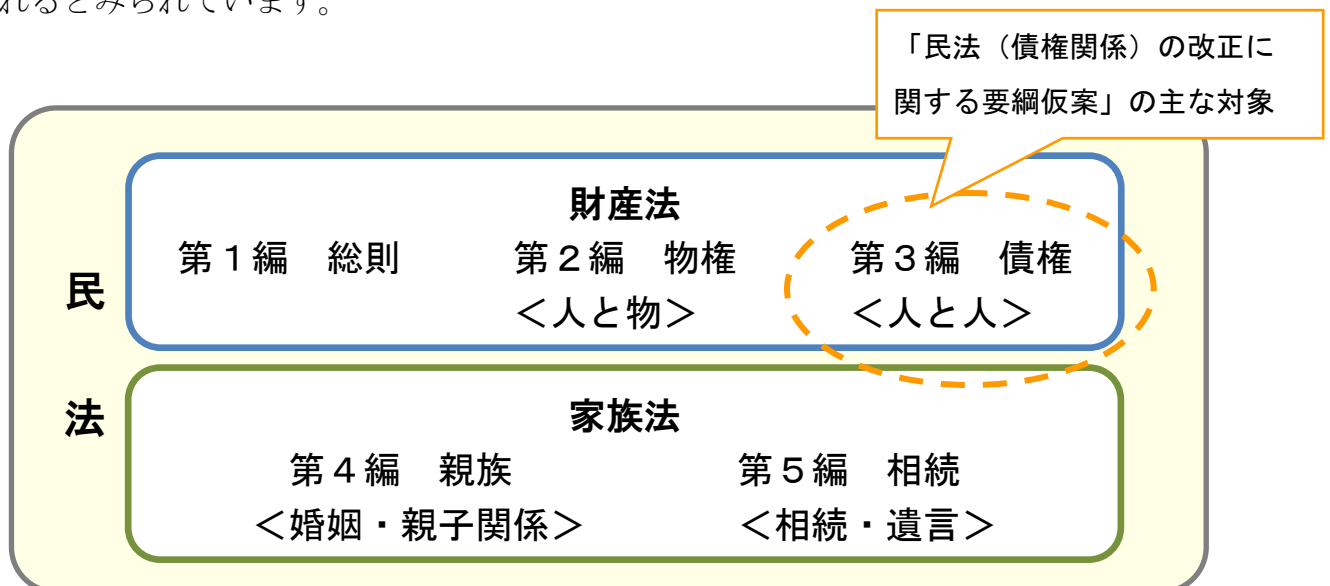 れるとみられています。
「民法（債権関係）の改正に
関する要綱仮案」の主な対象
民法
財産法
第１編　総則　第２編　物権　第３編　債権
＜人と物＞　＜人と人＞
家族法
第４編　親族　第５編　相続
＜婚姻・親子関係＞　＜相続・遺言＞